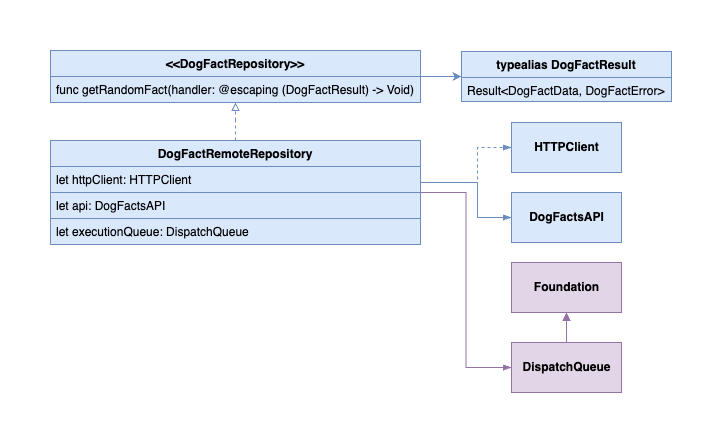 <<DogFactRepository>>
func getRandomFact(handler: @escaping (DogFactResult) -> Void)
typealias DogFactResult
Result<DogFactData, DogFactError>
DogFactRemoteRepository
let httpClient: HTTPClient
let api: DogFactsAPI
let executionQueue: DispatchQueue
HTTPClient
DogFactsAPI
Foundation
DispatchQueue